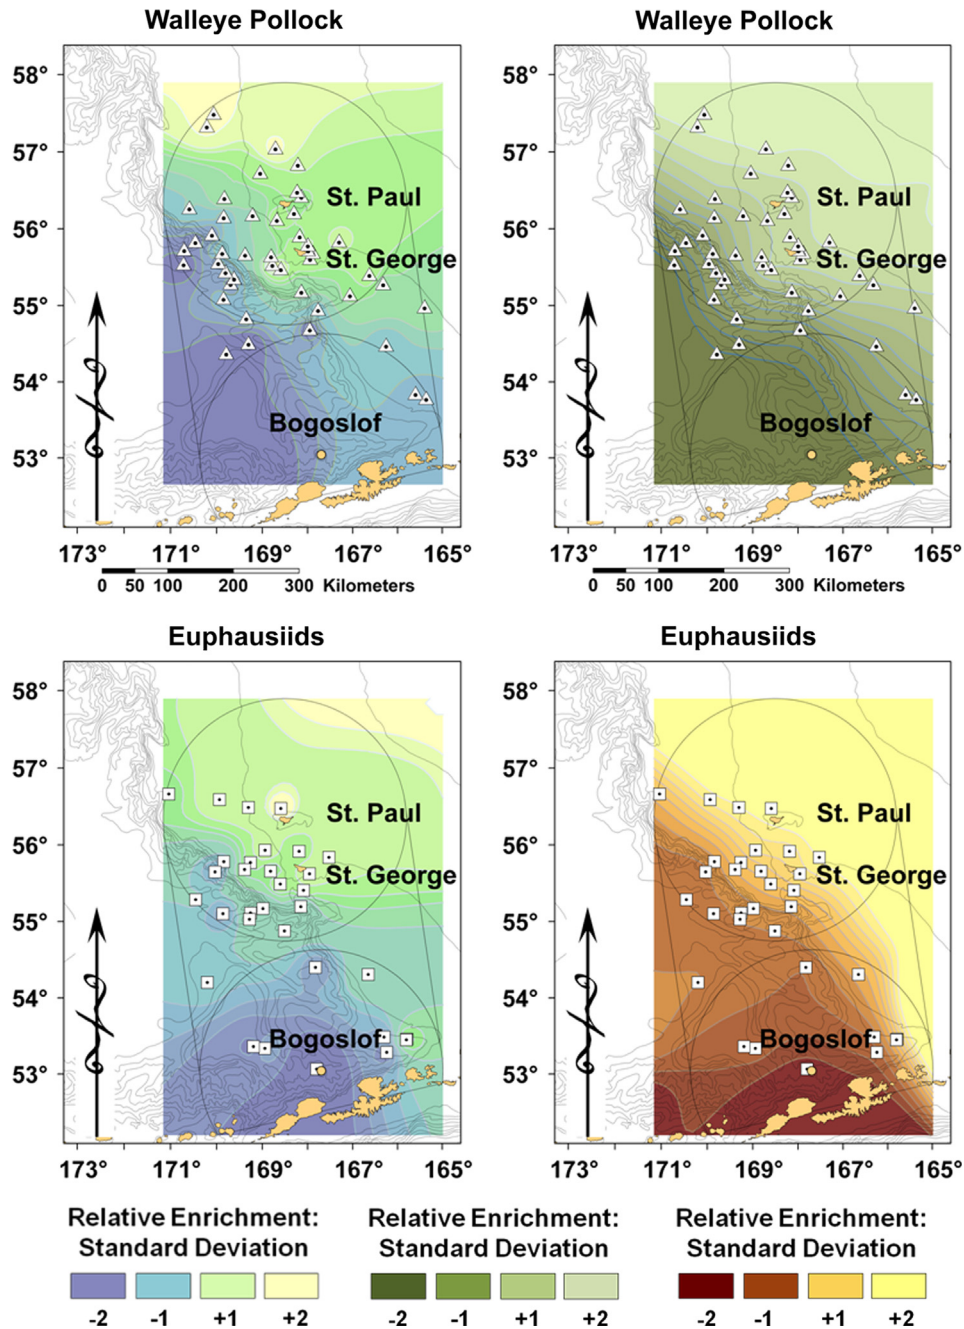 Walleye Pollock
Walleye Pollock
58°
57°
56°
55°
54°
53°
St. Paul
St. George
Bogoslof
173°
171°
169°
167°
165°
0 50 100 200 300 Kilometers
58°
57°
56°
55°
54°
53°
St. Paul
St. George
Bogoslof
173°
171°
169°
167°
165°
0 50 100 200 300 Kilometers
Euphausiids
Euphausiids
58°
57°
56°
55°
54°
53°
St. Paul
St. George
Bogoslof
173°
171°
169°
167°
165°
58°
57°
56°
55°
54°
53°
St. Paul
St. George
Bogoslof
173°
171°
169°
167°
165°
Relative Enrichment:
Standard Deviation
-2 -1 +1 +2
Relative Enrichment:
Standard Deviation
-2 -1 +1 +2
Relative Enrichment:
Standard Deviation
-2 -1 +1 +2